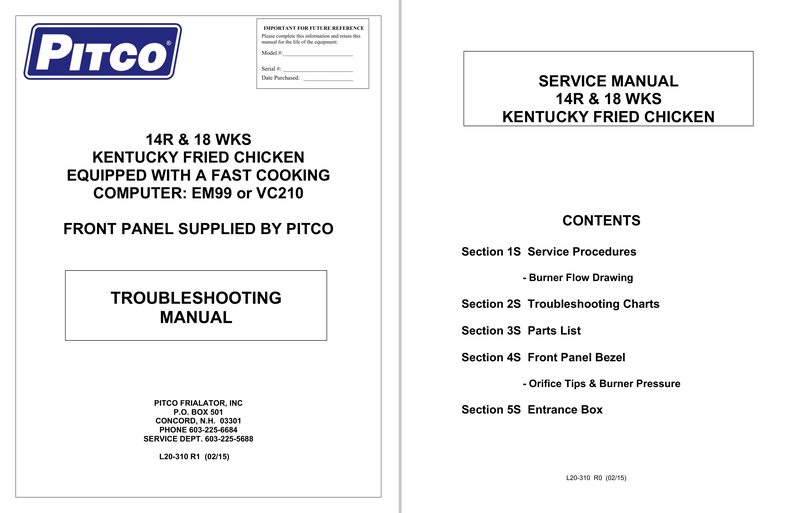 PITCO®
IMPORTANT FOR FUTURE REFERENCE
Please complete this information and retain this
manual for the life of the equipment:
Model #:
Serial #:
Date Purchased:
14R & 18 WKS
KENTUCKY FRIED CHICKEN
EQUIPPED WITH A FAST COOKING
COMPUTER: EM99 or VC210
FRONT PANEL SUPPLIED BY PITCO
TROUBLESHOOTING
MANUAL
PITCO FRIALATOR, INC
P.O. BOX 501
CONCORD, N.H. 03301
PHONE 603-225-6684
SERVICE DEPT. 603-225-5688
L20-310 R1 (02/15)
SERVICE MANUAL
14R & 18 WKS
KENTUCKY FRIED CHICKEN
CONTENTS
Section 1S Service Procedures
- Burner Flow Drawing
Section 2S Troubleshooting Charts
Section 3S Parts List
Section 4S Front Panel Bezel
- Orifice Tips & Burner Pressure
Section 5S Entrance Box
L20-310 R0 (02/15)